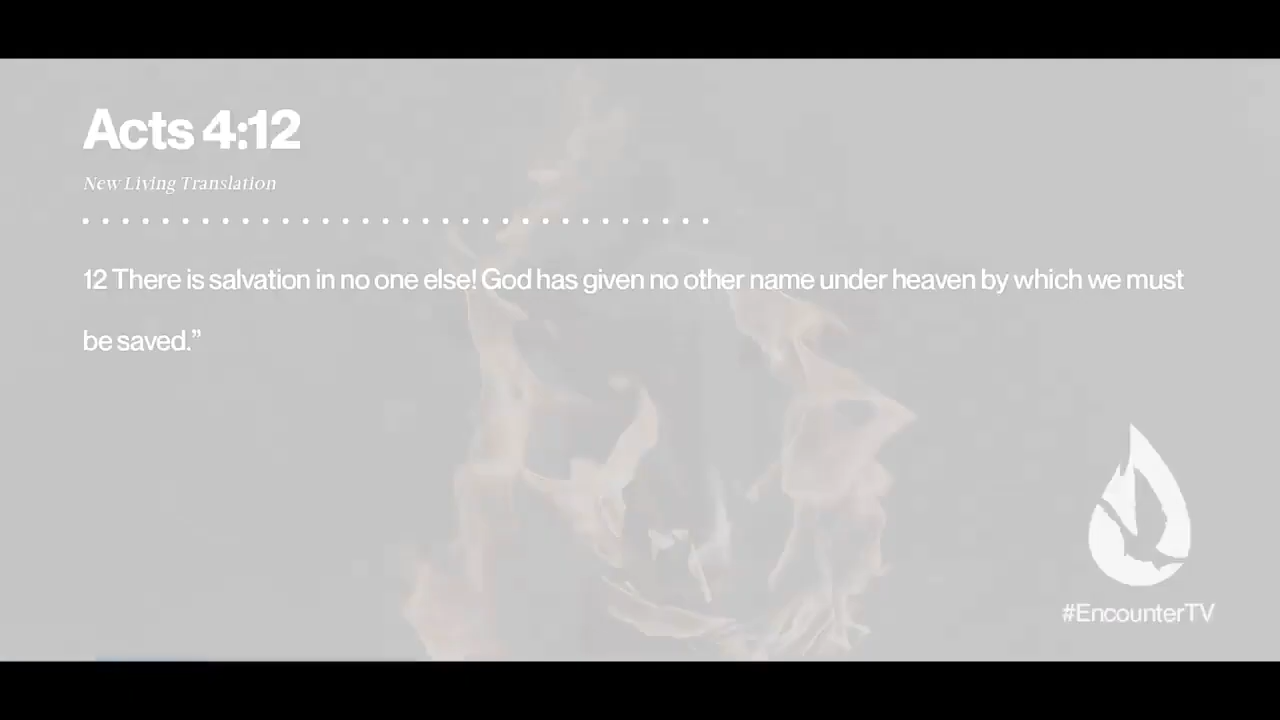 Acts 4:12
New Living Translation
12 There is salvation in no one else! God has given no other name under heaven by which we must
be saved.”
#EncounterTV